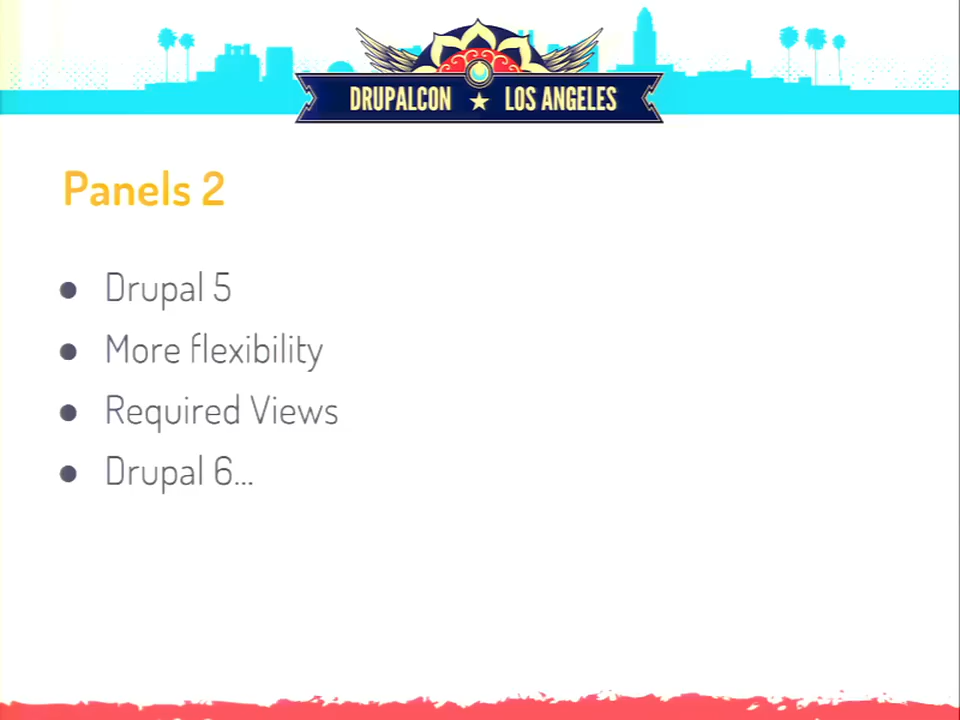 DRUPALCON ★ LOS ANGELES
Panels 2
● Drupal 5
● More flexibility
● Required Views
● Drupal 6...